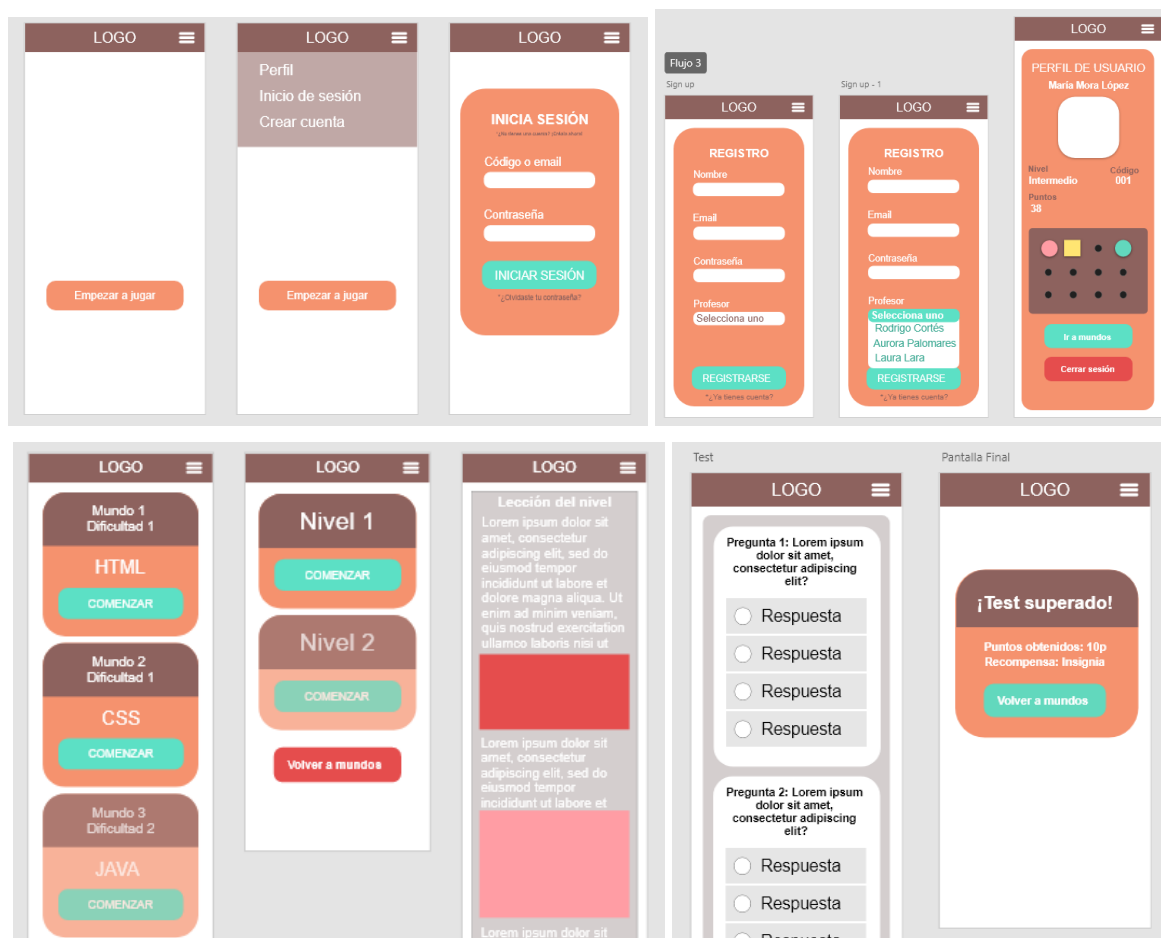 LOGO
Empezar a jugar
LOGO
Perfil
Inicio de sesión
Crear cuenta
Empezar a jugar
LOGO
INICIA SESIÓN
Código o email
Contraseña
INICIAR SESIÓN
*¿Olvidaste tu contraseña?
Flujo 3
Sign up
LOGO
REGISTRO
Nombre
Email
Contraseña
Profesor
Selecciona uno
REGISTRARSE
*¿Ya tienes cuenta?
Sign up - 1
LOGO
REGISTRO
Nombre
Email
Contraseña
Profesor
Selecciona uno
Rodrigo Cortés
Aurora Palomares
Laura Lara
REGISTRARSE
*¿Ya tienes cuenta?
LOGO
PERFIL DE USUARIO
María Mora López
Nivel
Intermedio
Código
001
Puntos
38
Ir a mundos
Cerrar sesión
LOGO
Mundo 1
Dificultad 1
HTML
COMENZAR
Mundo 2
Dificultad 1
CSS
COMENZAR
Mundo 3
Dificultad 2
JAVA
COMENZAR
LOGO
Nivel 1
COMENZAR
Nivel 2
COMENZAR
Volver a mundos
LOGO
Lección del nivel
Lorem ipsum dolor sit
amet, consectetur
adipiscing elit, sed do
eiusmod tempor
incididunt ut labore et
dolore magna aliqua. Ut
enim ad minim veniam,
quis nostrud exercitation
ullamco laboris nisi ut
Lorem ipsum dolor sit
amet, consectetur
adipiscing elit, sed do
eiusmod tempor
incididunt ut labore et
Lorem ipsum dolor sit
Test
LOGO
Pregunta 1: Lorem ipsum
dolor sit amet,
consectetur adipiscing
elit?
Respuesta
Respuesta
Respuesta
Respuesta
Pregunta 2: Lorem ipsum
dolor sit amet,
consectetur adipiscing
elit?
Respuesta
Respuesta
Respuesta
Pantalla Final
LOGO
¡Test superado!
Puntos obtenidos: 10p
Recompensa: Insignia
Volver a mundos